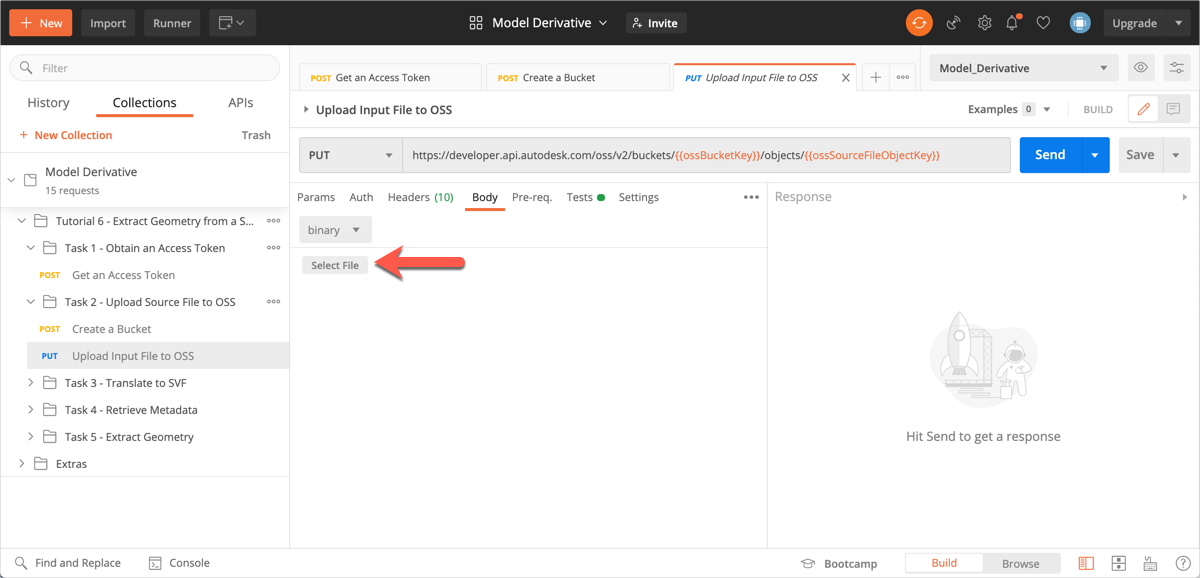 + New Import Runner Model Derivative Invite Upgrade
Filter
History Collections APIs
+ New Collection Trash
Model Derivative
15 requests
Tutorial 6 - Extract Geometry from a S...
Task 1 - Obtain an Access Token
POST Get an Access Token
Task 2 - Upload Source File to OSS
POST Create a Bucket
PUT Upload Input File to OSS
Task 3 - Translate to SVF
Task 4 - Retrieve Metadata
Task 5 - Extract Geometry
Extras
POST Get an Access Token POST Create a Bucket PUT Upload Input File to OSS Model_Derivative
Upload Input File to OSS Examples 0 BUILD
PUT https://developer.api.autodesk.com/oss/v2/buckets/{{ossBucketKey}}/objects/{{ossSourceFileObjectKey}} Send Save
Params Auth Headers (10) Body Pre-req. Tests Settings
binary
Select File
Response
Hit Send to get a response
Find and Replace Console Bootcamp Build Browse